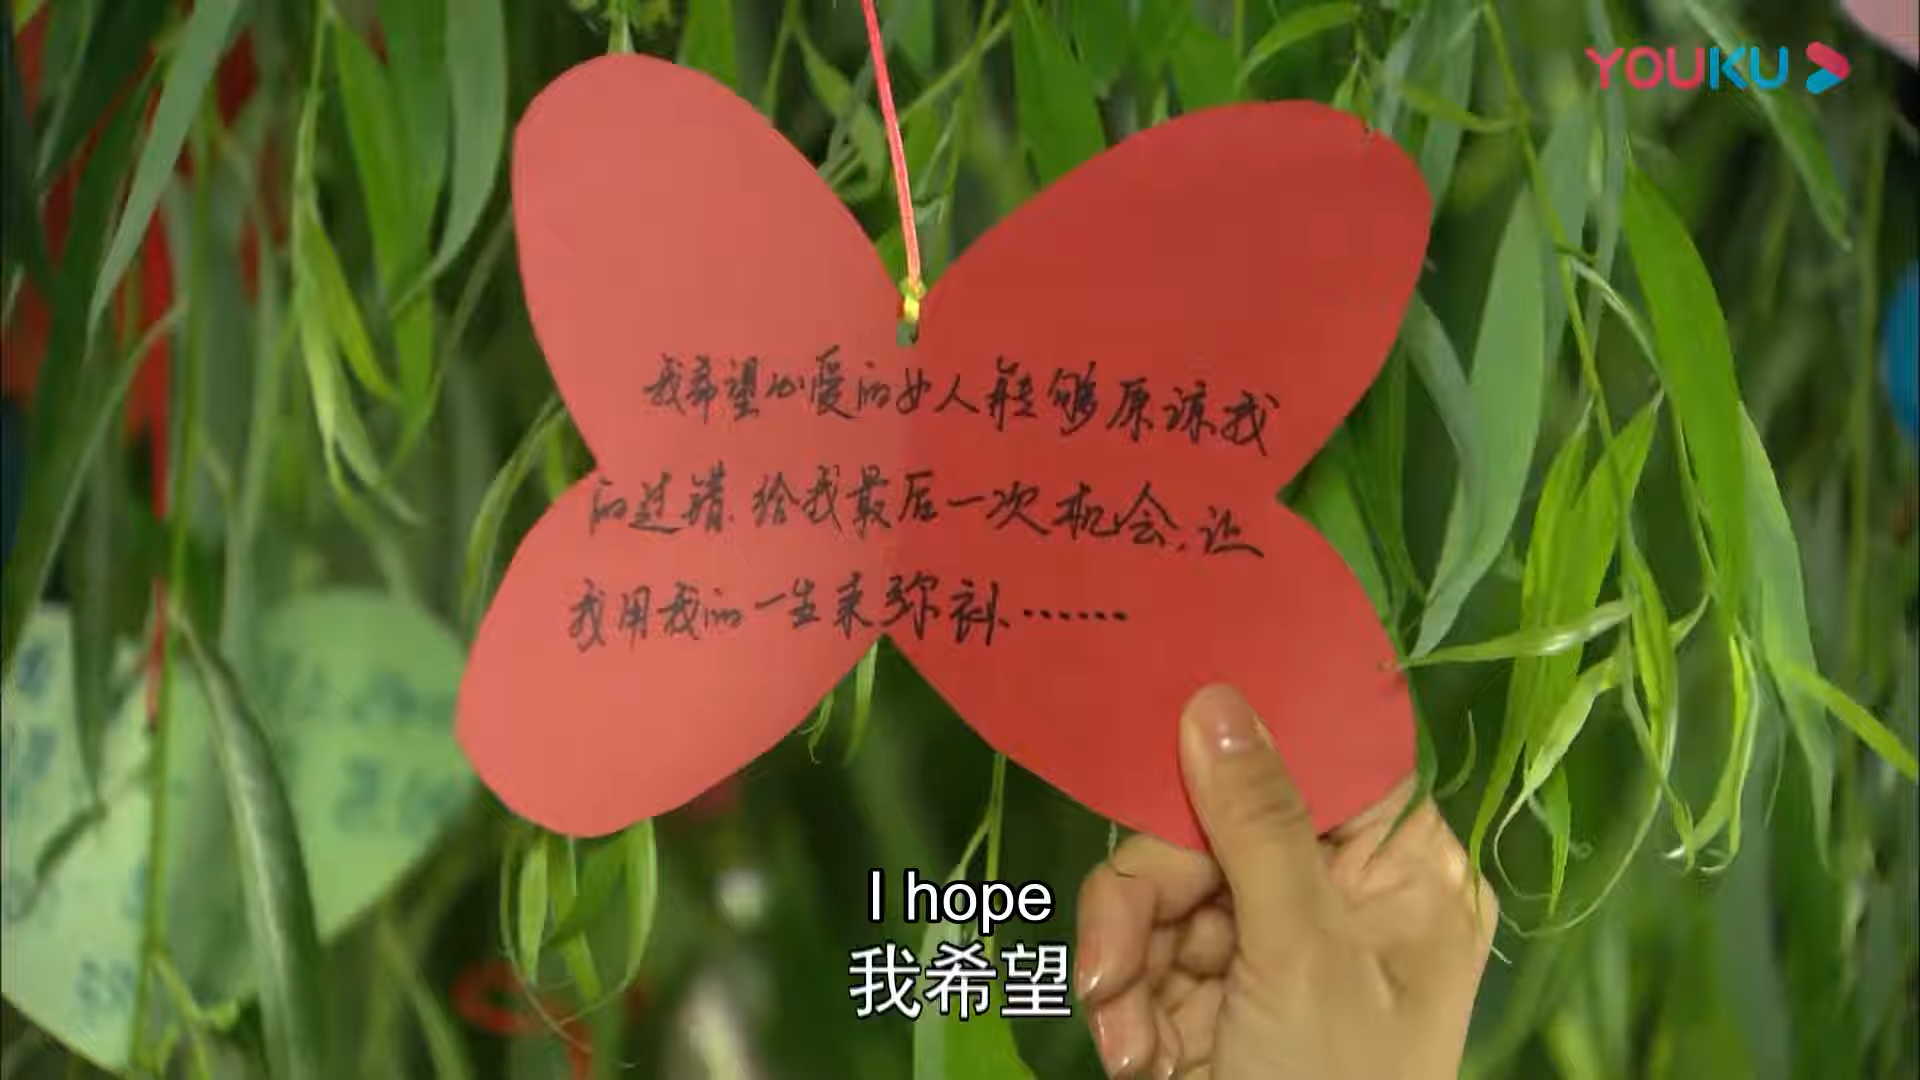 YOUKU
我希望心爱的女人能够原谅我
的过错、给我最后一次机会,让
我用我的一生来弥补……
I hope
我希望